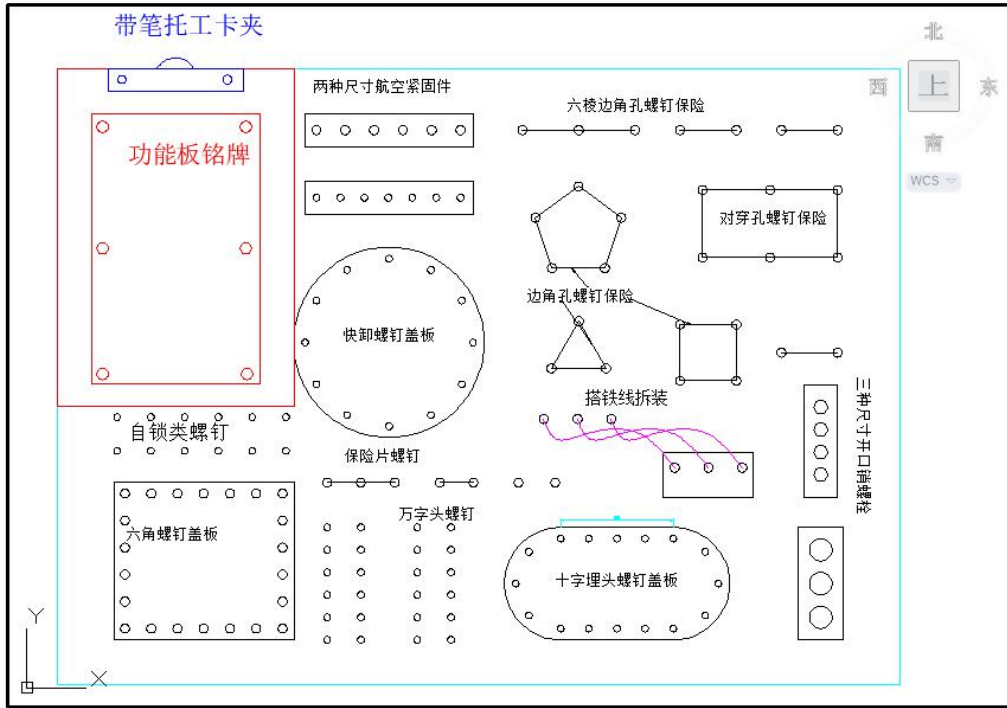 带笔托工卡夹
北
西
上
东
南
WCS
两种尺寸航空紧固件
六棱边角孔螺钉保险
功能板铭牌
对穿孔螺钉保险
边角孔螺钉保险
快卸螺钉盖板
搭铁线拆装
三种尺寸开口销螺栓
自锁类螺钉
保险片螺钉
万字头螺钉
六角螺钉盖板
十字埋头螺钉盖板
Y
X